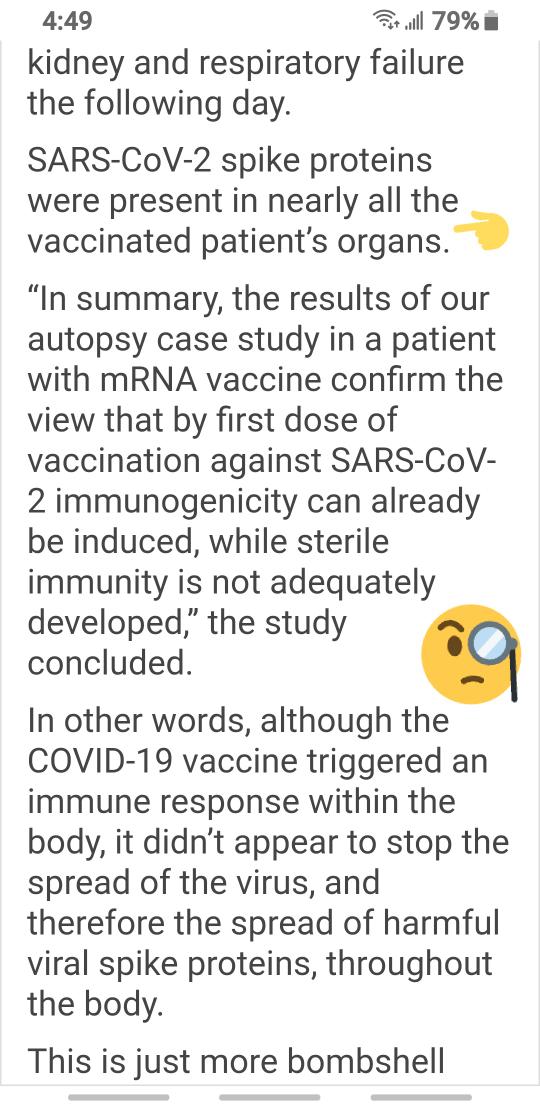 4:49
79%
kidney and respiratory failure
the following day.
SARS-CoV-2 spike proteins
were present in nearly all the
vaccinated patient’s organs.
“In summary, the results of our
autopsy case study in a patient
with mRNA vaccine confirm the
view that by first dose of
vaccination against SARS-CoV-
2 immunogenicity can already
be induced, while sterile
immunity is not adequately
developed,” the study
concluded.
In other words, although the
COVID-19 vaccine triggered an
immune response within the
body, it didn’t appear to stop the
spread of the virus, and
therefore the spread of harmful
viral spike proteins, throughout
the body.
This is just more bombshell